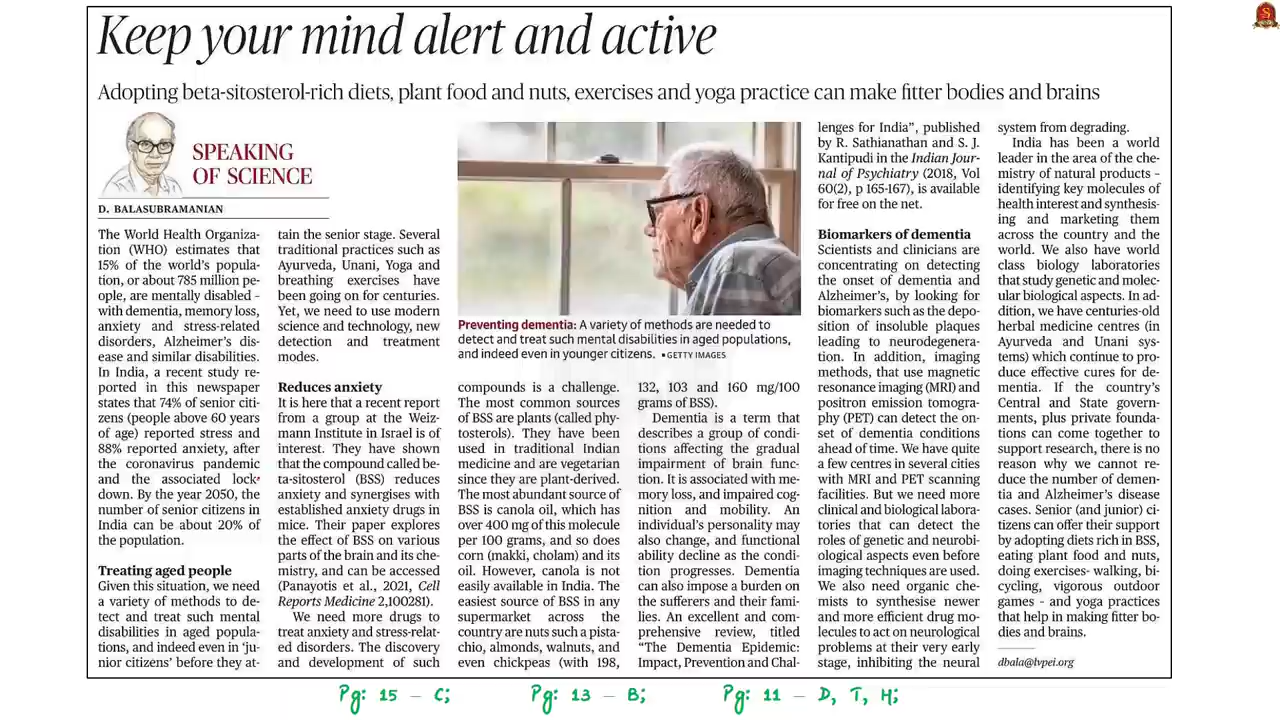 Keep your mind alert and active
Adopting beta-sitosterol-rich diets, plant food and nuts, exercises and yoga practice can make fitter bodies and brains
SPEAKING
OF SCIENCE
D. BALASUBRAMANIAN
The World Health Organiza-
tion (WHO) estimates that
15% of the world's popula-
tion, or about 785 million peo-
ple, are mentally disabled –
with dementia, memory loss,
anxiety and stress-related
disorders, Alzheimer's dis-
ease and similar disabilities.
In India, a recent study re-
ported in this newspaper
states that 74% of senior citi-
zens (people above 60 years
of age) reported stress and
88% reported anxiety, after
the coronavirus pandemic
and the associated lock-
down. By the year 2050, the
number of senior citizens in
India can be about 20% of
the population.
Treating aged people
Given this situation, we need
a variety of methods to de-
tect and treat such mental
disabilities in aged popula-
tions, and indeed even in 'ju-
nior citizens' before they at-
tain the senior stage. Several
traditional practices such as
Ayurveda, Unani, Yoga and
breathing exercises have
been going on for centuries.
Yet, we need to use modern
science and technology, new
detection and treatment
modes.
Reduces anxiety
It is here that a recent report
from a group at the Weiz-
mann Institute in Israel is of
interest. They have shown
that the compound called be-
ta-sitosterol (BSS) reduces
anxiety and synergises with
established anxiety drugs in
mice. Their paper explores
the effect of BSS on various
parts of the brain and its che-
mistry, and can be accessed
(Panayotis et al., 2021, Cell
Reports Medicine 2,100281).
We need more drugs to
treat anxiety and stress-relat-
ed disorders. The discovery
and development of such
Preventing dementia: A variety of methods are needed to
detect and treat such mental disabilities in aged populations,
and indeed even in younger citizens. ▪ GETTY IMAGES
compounds is a challenge.
The most common sources
of BSS are plants (called phy-
tosterols). They have been
used in traditional Indian
medicine and are vegetarian
since they are plant-derived.
The most abundant source of
BSS is canola oil, which has
over 400 mg of this molecule
per 100 grams, and so does
corn (makki, cholam) and its
oil. However, canola is not
easily available in India. The
easiest source of BSS in any
supermarket across the
country are nuts such a pista-
chio, almonds, walnuts, and
even chickpeas (with 198,
132, 103 and 160 mg/100
grams of BSS).
Dementia is a term that
describes a group of condi-
tions affecting the gradual
impairment of brain func-
tion. It is associated with me-
mory loss, and impaired cog-
nition and mobility. An
individual's personality may
also change, and functional
ability decline as the condi-
tion progresses. Dementia
can also impose a burden on
the sufferers and their fami-
lies. An excellent and com-
prehensive review, titled
“The Dementia Epidemic:
Impact, Prevention and Chal-
lenges for India”, published
by R. Sathianathan and S. J.
Kantipudi in the Indian Jour-
nal of Psychiatry (2018, Vol
60(2), p 165-167), is available
for free on the net.
Biomarkers of dementia
Scientists and clinicians are
concentrating on detecting
the onset of dementia and
Alzheimer's, by looking for
biomarkers such as the depo-
sition of insoluble plaques
leading to neurodegenera-
tion. In addition, imaging
methods, that use magnetic
resonance imaging (MRI) and
positron emission tomogra-
phy (PET) can detect the on-
set of dementia conditions
ahead of time. We have quite
a few centres in several cities
with MRI and PET scanning
facilities. But we need more
clinical and biological labora-
tories that can detect the
roles of genetic and neurobi-
ological aspects even before
imaging techniques are used.
We also need organic che-
mists to synthesise newer
and more efficient drug mo-
lecules to act on neurological
problems at their very early
stage, inhibiting the neural
system from degrading.
India has been a world
leader in the area of the che-
mistry of natural products –
identifying key molecules of
health interest and synthesis-
ing and marketing them
across the country and the
world. We also have world
class biology laboratories
that study genetic and molec-
ular biological aspects. In ad-
dition, we have centuries-old
herbal medicine centres (in
Ayurveda and Unani sys-
tems) which continue to pro-
duce effective cures for de-
mentia. If the country's
Central and State govern-
ments, plus private founda-
tions can come together to
support research, there is no
reason why we cannot re-
duce the number of demen-
tia and Alzheimer's disease
cases. Senior (and junior) ci-
tizens can offer their support
by adopting diets rich in BSS,
eating plant food and nuts,
doing exercises- walking, bi-
cycling, vigorous outdoor
games – and yoga practices
that help in making fitter bo-
dies and brains.
dbala@lvpei.org
Pg: 15 – C; Pg: 13 – B; Pg: 11 – D, T, H;